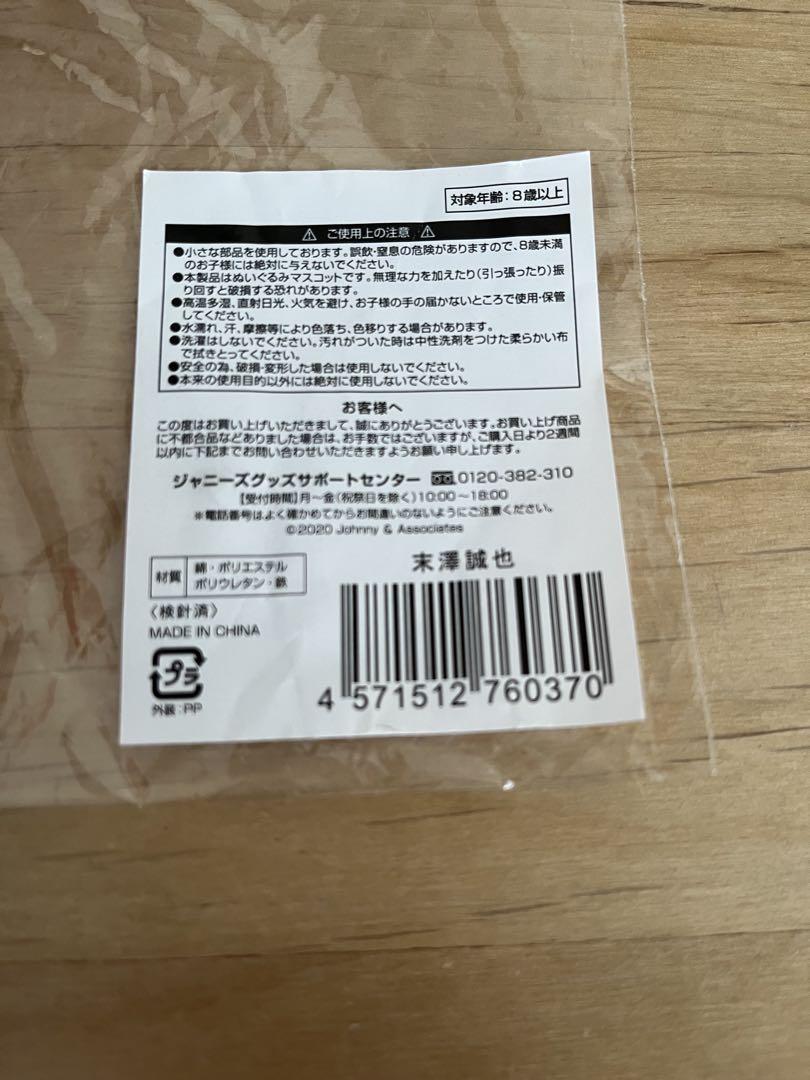 対象年齢:8歳以上
⚠ ご使用上の注意 ⚠
●小さな部品を使用しております。誤飲・窒息の危険がありますので、8歳未満
のお子様には絶対に与えないでください。
●本製品はぬいぐるみマスコットです。無理な力を加えたり(引っ張ったり)振
り回すと破損する恐れがあります。
●高温多湿、直射日光、火気を避け、お子様の手の届かないところで使用・保管
してください。
●水濡れ、汗、摩擦等により色落ち、色移りする場合があります。
●洗濯はしないでください。汚れがついた時は中性洗剤をつけた柔らかい布
で拭きとってください。
●安全の為、破損・変形した場合は使用しないでください。
●本来の使用目的以外には絶対に使用しないでください。
お客様へ
この度はお買い上げいただきまして、誠にありがとうございます。お買い上げ商品
に不都合品などありました場合は、お手数ではございますが、ご購入日より2週間
以内に下記までお問い合わせいただきますようお願い申し上げます。
ジャニーズグッズサポートセンター 0120-382-310
【受付時間】月~金(祝祭日を除く)10:00~18:00
※電話番号はよく確かめてからお間違いのないようにご注意ください。
©2020 Johnny & Associates
末澤誠也
材質 綿・ポリエステル
ポリウレタン・鉄
〈検針済〉
MADE IN CHINA
プラ
外装:PP
4 571512 760370